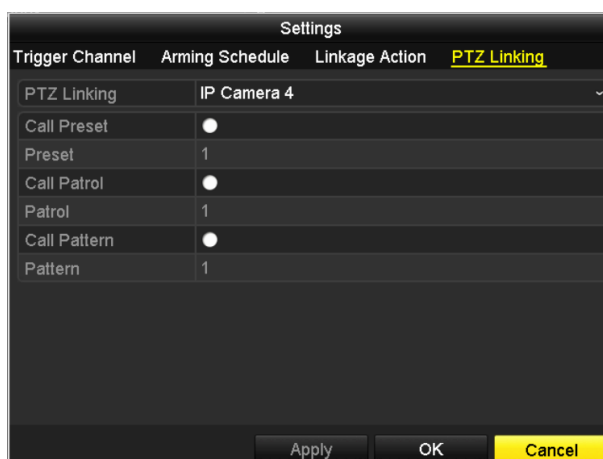 Settings
Trigger Channel Arming Schedule Linkage Action PTZ Linking
PTZ Linking IP Camera 4
Call Preset
Preset 1
Call Patrol
Patrol 1
Call Pattern
Pattern 1
Apply OK Cancel